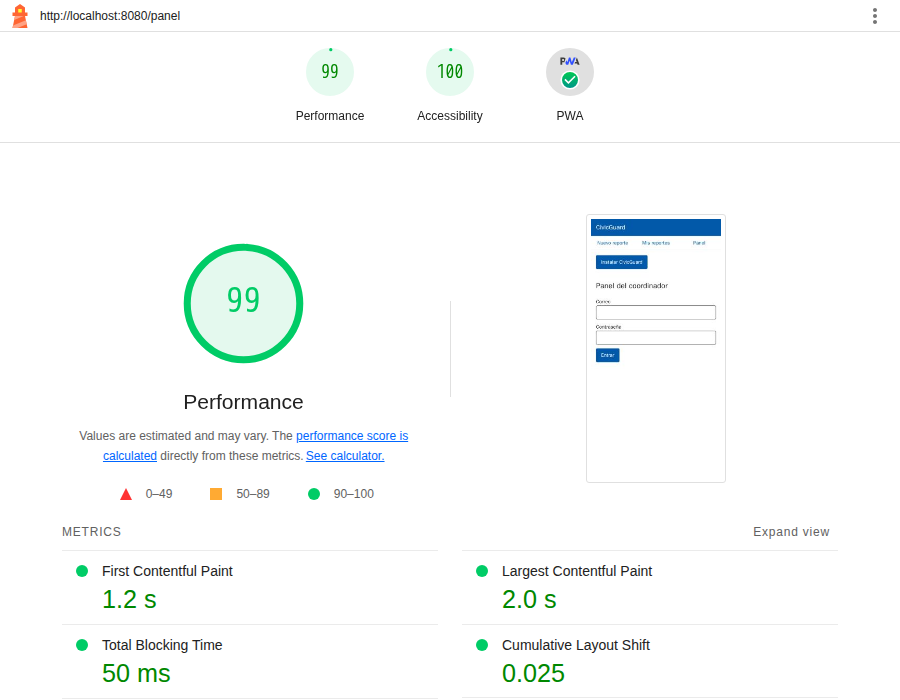 http://localhost:8080/panel
99
100
PWA
Performance
Accessibility
PWA
99
Performance
Values are estimated and may vary. The performance score is
calculated directly from these metrics. See calculator.
0–49
50–89
90–100
CivicGuard
Nuevo reporte
Mis reportes
Panel
Instalar CivicGuard
Panel del coordinador
Correo
Contraseña
Entrar
METRICS
Expand view
First Contentful Paint
1.2 s
Largest Contentful Paint
2.0 s
Total Blocking Time
50 ms
Cumulative Layout Shift
0.025